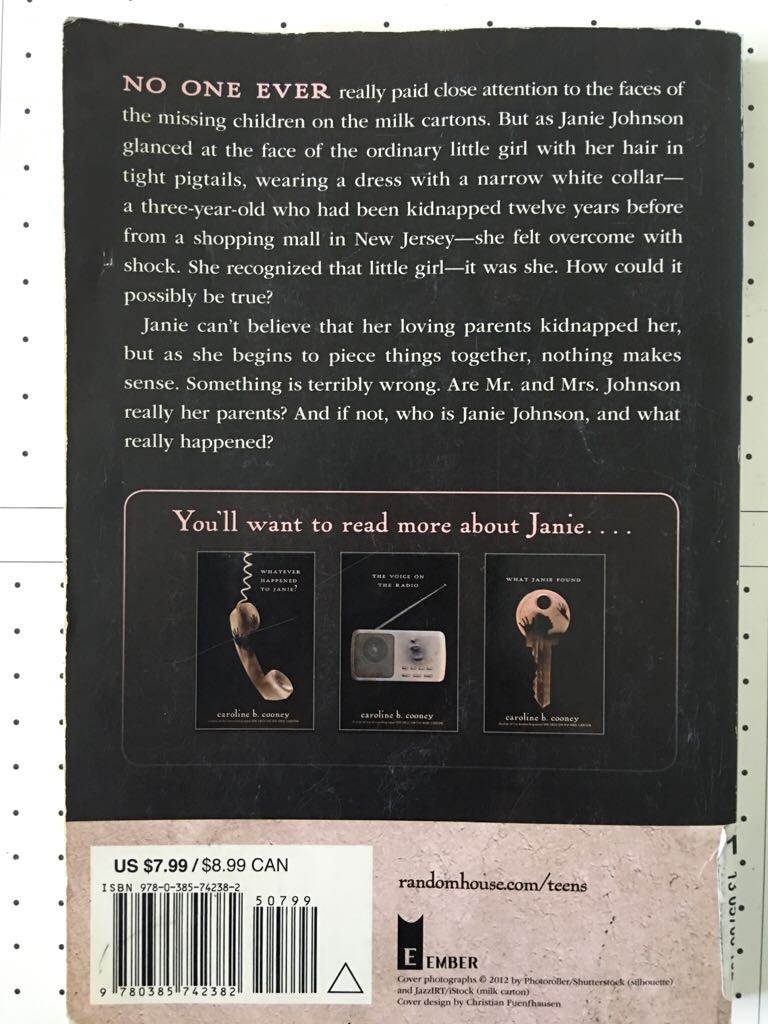 NO ONE EVER really paid close attention to the faces of
the missing children on the milk cartons. But as Janie Johnson
glanced at the face of the ordinary little girl with her hair in
tight pigtails, wearing a dress with a narrow white collar—
a three-year-old who had been kidnapped twelve years before
from a shopping mall in New Jersey—she felt overcome with
shock. She recognized that little girl—it was she. How could it
possibly be true?
Janie can't believe that her loving parents kidnapped her,
but as she begins to piece things together, nothing makes
sense. Something is terribly wrong. Are Mr. and Mrs. Johnson
really her parents? And if not, who is Janie Johnson, and what
really happened?
You'll want to read more about Janie. . . .
WHATEVER
HAPPENED
TO JANIE?
caroline b. cooney
THE VOICE ON
THE RADIO
caroline b. cooney
WHAT JANIE FOUND
caroline b. cooney
US $7.99 / $8.99 CAN
ISBN 978-0-385-74238-2
50799
9 780385 742382
randomhouse.com/teens
E EMBER
Cover photographs © 2012 by Photoroller/Shutterstock (silhouette)
and JazzIRT/iStock (milk carton)
Cover design by Christian Fuenfhausen